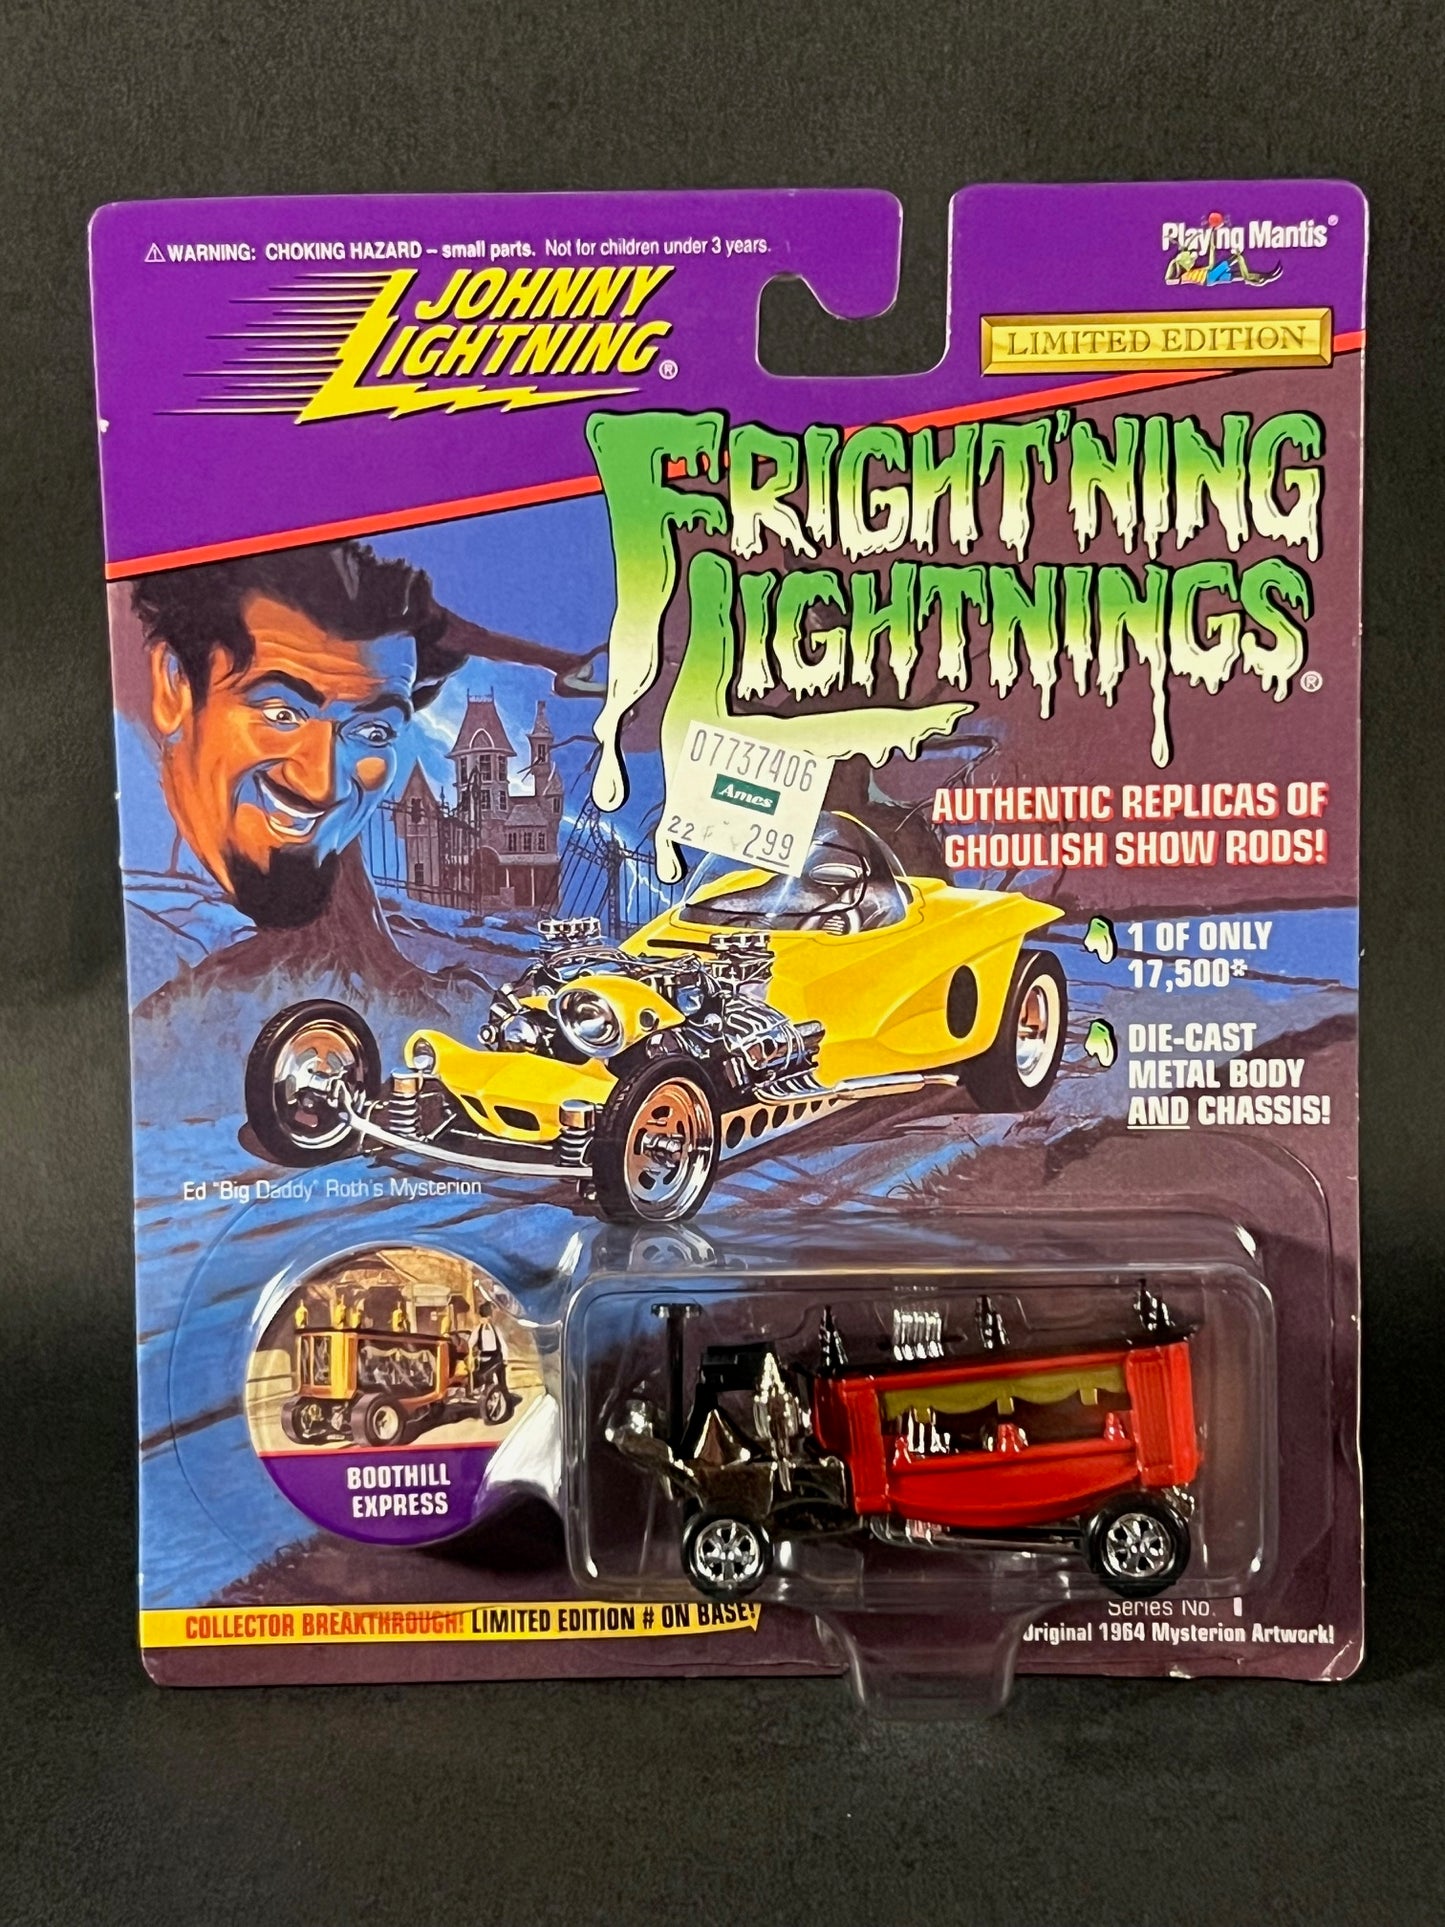 ⚠ WARNING: CHOKING HAZARD – small parts. Not for children under 3 years.
Playing Mantis®
JOHNNY
LIGHTNING®
LIMITED EDITION
FRIGHT'NING
LIGHTNINGS®
07737406
Ames
2.99
AUTHENTIC REPLICAS OF
GHOULISH SHOW RODS!
1 OF ONLY
17,500*
DIE-CAST
METAL BODY
AND CHASSIS!
Ed "Big Daddy" Roth's Mysterion
BOOTHILL
EXPRESS
COLLECTOR BREAKTHROUGH! LIMITED EDITION # ON BASE!
Series No. 1
Original 1964 Mysterion Artwork!